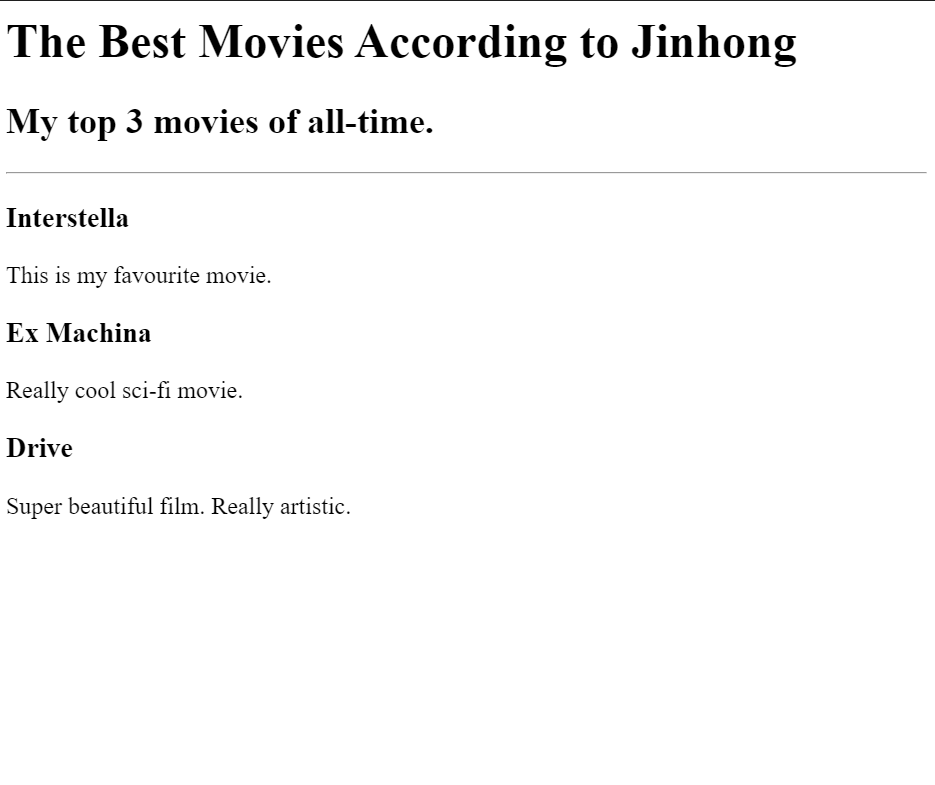 The Best Movies According to Jinhong
My top 3 movies of all-time.
Interstella
This is my favourite movie.
Ex Machina
Really cool sci-fi movie.
Drive
Super beautiful film. Really artistic.